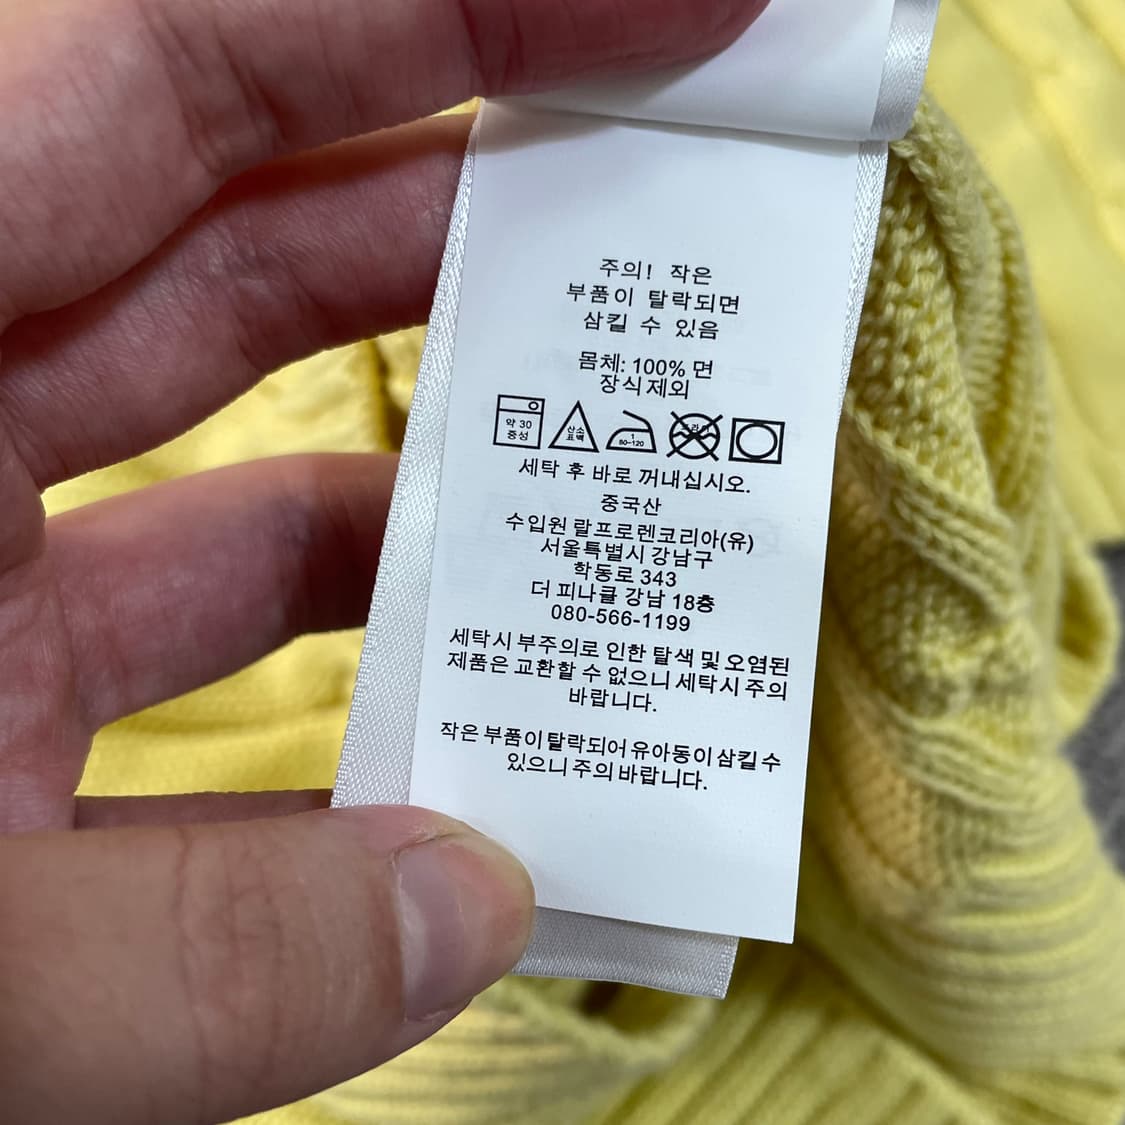 주의! 작은
부품이 탈락되면
삼킬 수 있음
몸체: 100% 면
장식제외
약 30
중성
산소
표백
1
80-120
드라이
세탁 후 바로 꺼내십시오.
중국산
수입원 랄프로렌코리아(유)
서울특별시 강남구
학동로 343
더 피나클 강남 18층
080-566-1199
세탁시 부주의로 인한 탈색 및 오염된
제품은 교환할 수 없으니 세탁시 주의
바랍니다.
작은 부품이 탈락되어 유아동이 삼킬 수
있으니 주의 바랍니다.